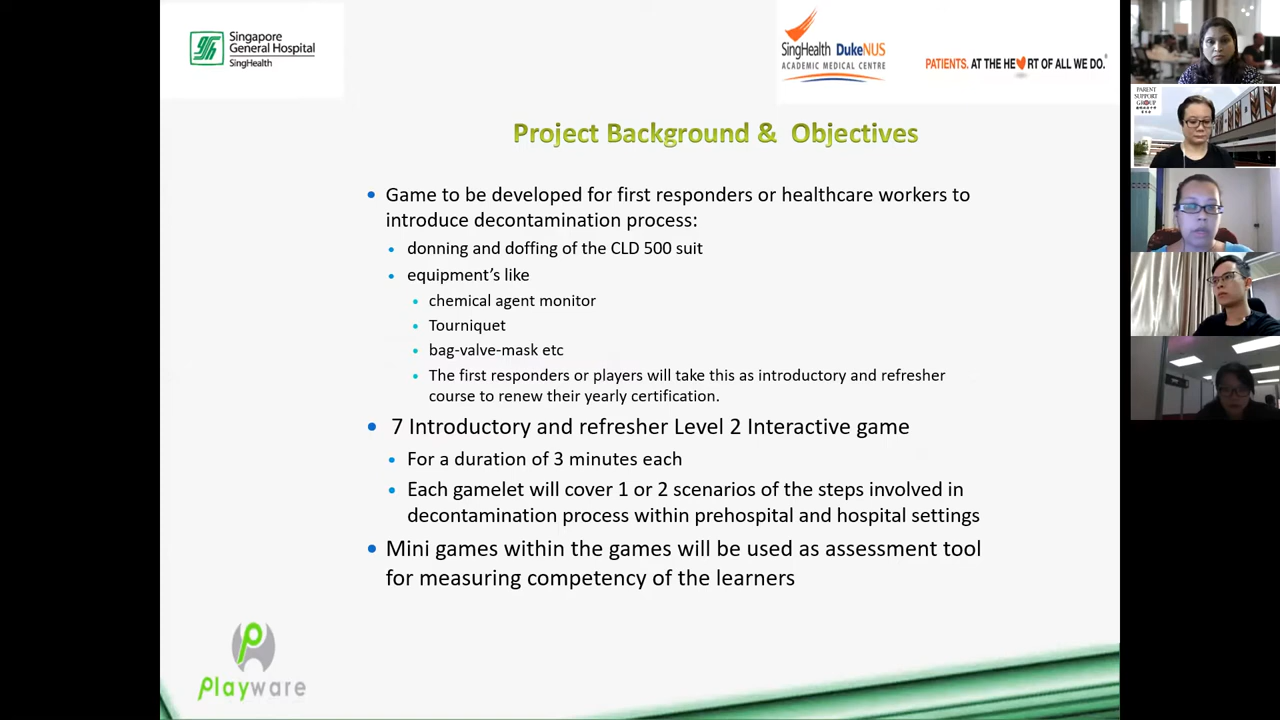 Singapore
General Hospital
SingHealth
SingHealth DukeNUS
ACADEMIC MEDICAL CENTRE
PATIENTS. AT THE HEART OF ALL WE DO.®
PARENT
SUPPORT
GROUP
Project Background & Objectives
Game to be developed for first responders or healthcare workers to
introduce decontamination process:
donning and doffing of the CLD 500 suit
equipment’s like
chemical agent monitor
Tourniquet
bag-valve-mask etc
The first responders or players will take this as introductory and refresher
course to renew their yearly certification.
7 Introductory and refresher Level 2 Interactive game
For a duration of 3 minutes each
Each gamelet will cover 1 or 2 scenarios of the steps involved in
decontamination process within prehospital and hospital settings
Mini games within the games will be used as assessment tool
for measuring competency of the learners
Playware